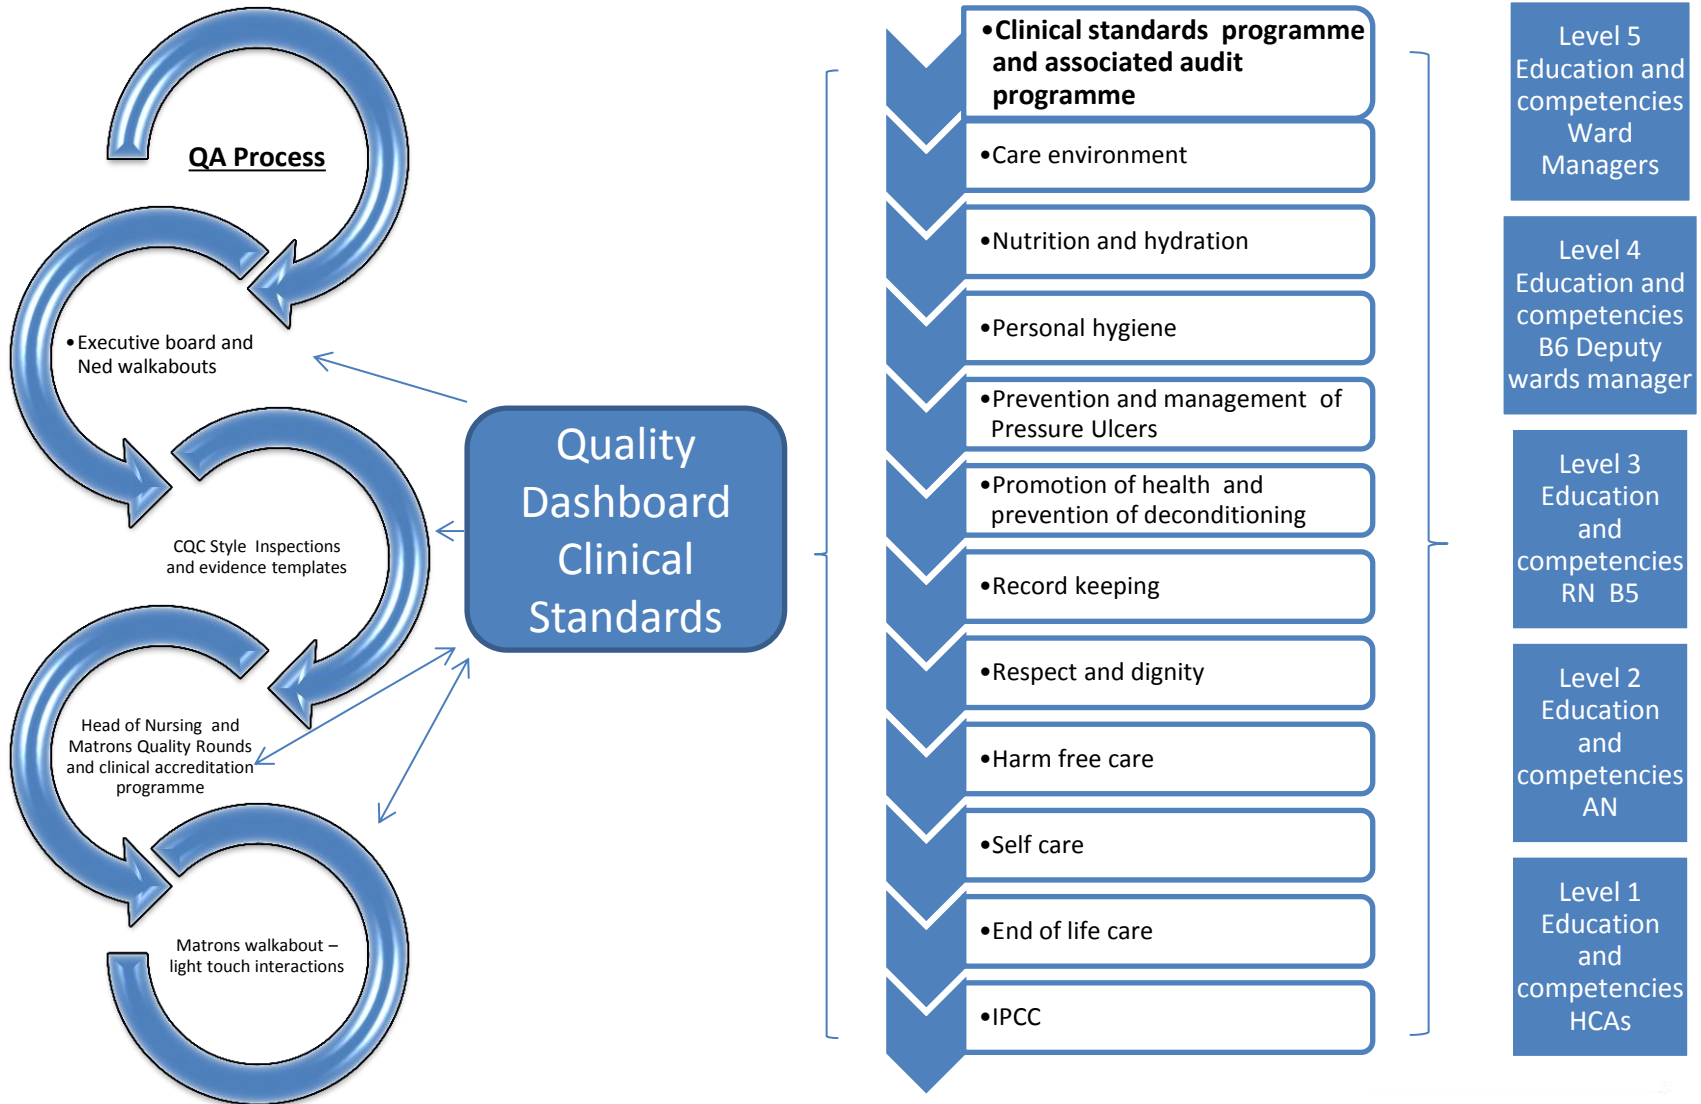 QA Process
•Executive board and
Ned walkabouts
CQC Style Inspections
and evidence templates
Head of Nursing and
Matrons Quality Rounds
and clinical accreditation
programme
Matrons walkabout –
light touch interactions
Quality
Dashboard
Clinical
Standards
•Clinical standards programme
and associated audit
programme
•Care environment
•Nutrition and hydration
•Personal hygiene
•Prevention and management of
Pressure Ulcers
•Promotion of health and
prevention of deconditioning
•Record keeping
•Respect and dignity
•Harm free care
•Self care
•End of life care
•IPCC
Level 5
Education and
competencies
Ward
Managers
Level 4
Education and
competencies
B6 Deputy
wards manager
Level 3
Education
and
competencies
RN B5
Level 2
Education
and
competencies
AN
Level 1
Education
and
competencies
HCAs